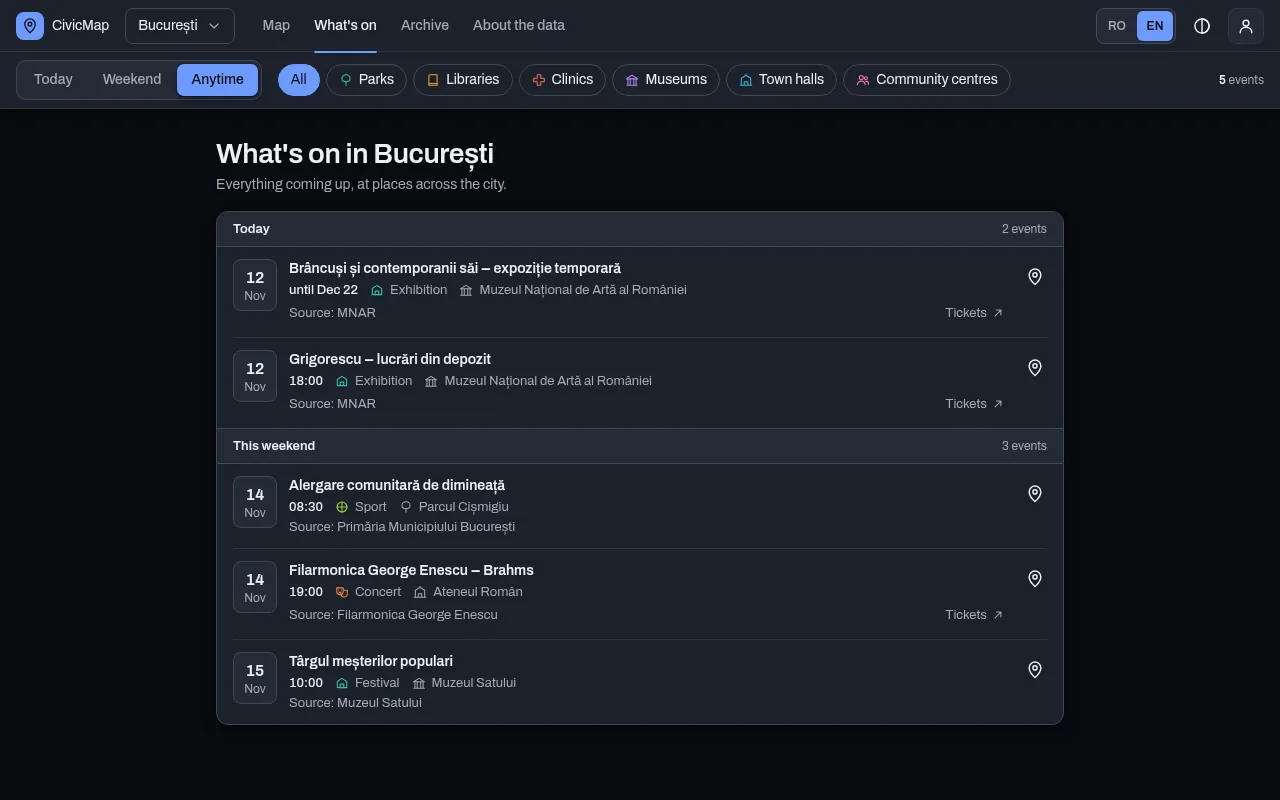 CivicMap București Map What's on Archive About the data RO EN
Today Weekend Anytime All Parks Libraries Clinics Museums Town halls Community centres 5 events
What's on in București
Everything coming up, at places across the city.
Today 2 events
12 Nov
Brâncuși și contemporanii săi – expoziție temporară
until Dec 22 Exhibition Muzeul Național de Artă al României
Source: MNAR Tickets ↗
12 Nov
Grigorescu – lucrări din depozit
18:00 Exhibition Muzeul Național de Artă al României
Source: MNAR Tickets ↗
This weekend 3 events
14 Nov
Alergare comunitară de dimineață
08:30 Sport Parcul Cișmigiu
Source: Primăria Municipiului București
14 Nov
Filarmonica George Enescu – Brahms
19:00 Concert Ateneul Român
Source: Filarmonica George Enescu Tickets ↗
15 Nov
Târgul meșterilor populari
10:00 Festival Muzeul Satului
Source: Muzeul Satului